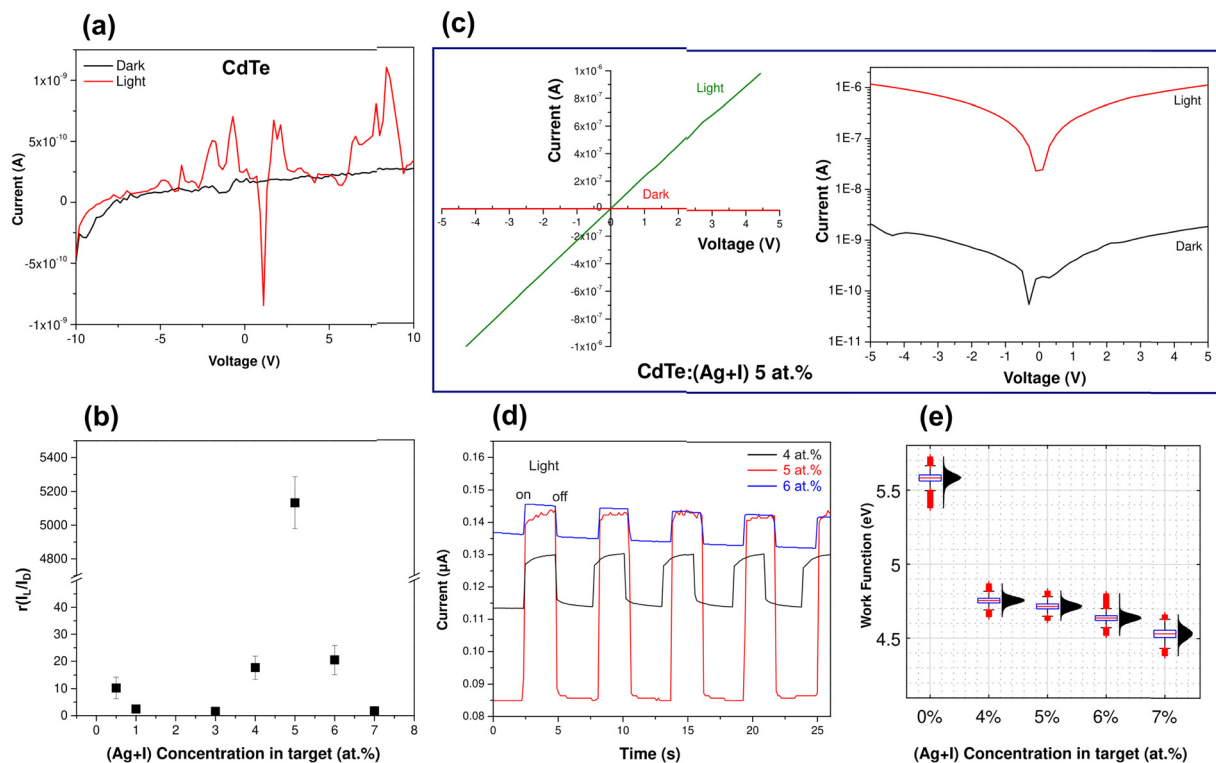 (a)
Dark
Light
CdTe
1x10⁻⁹
5x10⁻¹⁰
0
-5x10⁻¹⁰
-1x10⁻⁹
Current (A)
-10 -5 0 5 10
Voltage (V)
(c)
1x10⁻⁶
8x10⁻⁷
6x10⁻⁷
4x10⁻⁷
2x10⁻⁷
0
-2x10⁻⁷
-4x10⁻⁷
-6x10⁻⁷
-8x10⁻⁷
-1x10⁻⁶
Current (A)
Light
Dark
-5 -4 -3 -2 -1 0 1 2 3 4 5
Voltage (V)
CdTe:(Ag+I) 5 at.%
1E-6
1E-7
1E-8
1E-9
1E-10
1E-11
Current (A)
Light
Dark
-5 -4 -3 -2 -1 0 1 2 3 4 5
Voltage (V)
(b)
5400
5200
5000
4800
4600
40
30
20
10
0
r(I_L/I_D)
0 1 2 3 4 5 6 7 8
(Ag+I) Concentration in target (at.%)
(d)
Light
on off
4 at.%
5 at.%
6 at.%
0.16
0.15
0.14
0.13
0.12
0.11
0.10
0.09
0.08
Current (µA)
0 5 10 15 20 25
Time (s)
(e)
5.5
5
4.5
Work Function (eV)
0% 4% 5% 6% 7%
(Ag+I) Concentration in target (at.%)